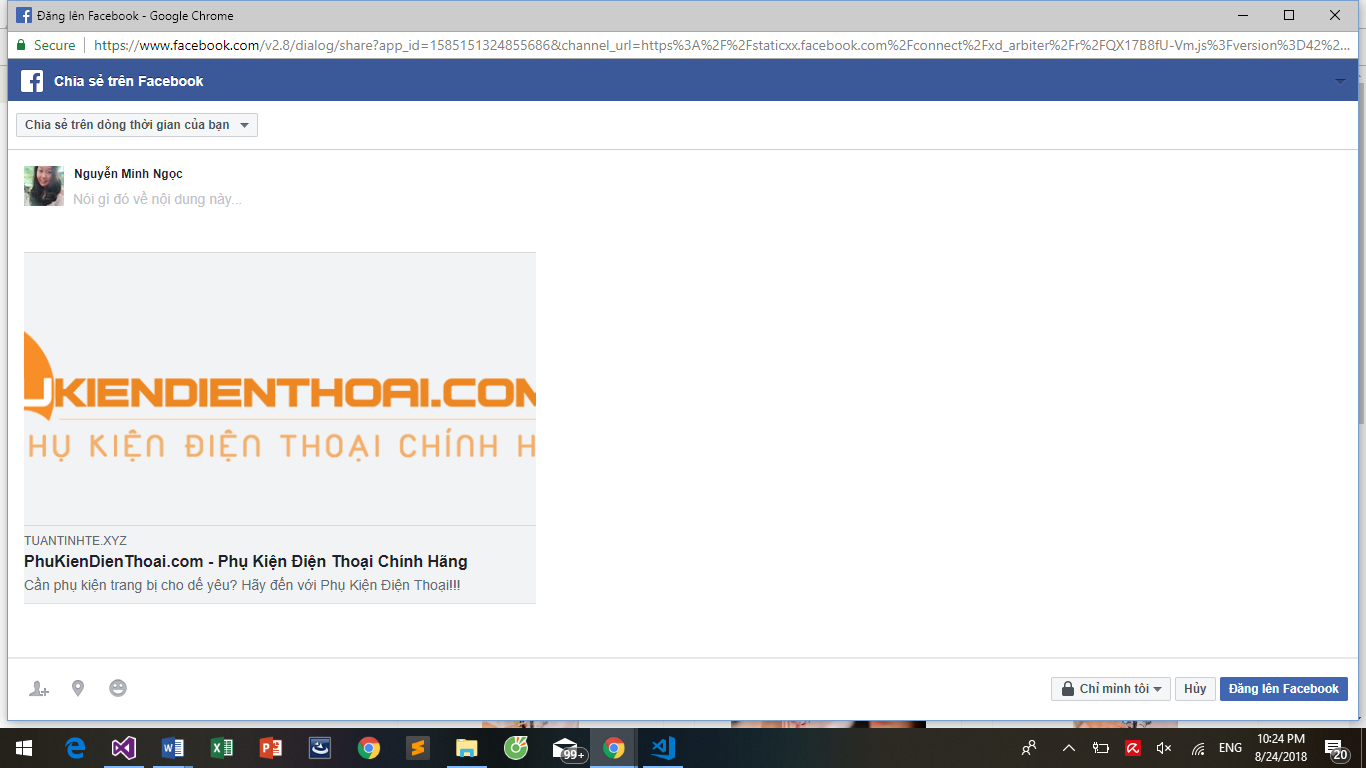 Đăng lên Facebook - Google Chrome
Secure
https://www.facebook.com/v2.8/dialog/share?app_id=1585151324855686&channel_url=https%3A%2F%2Fstaticxx.facebook.com%2Fconnect%2Fxd_arbiter%2Fr%2FQX17B8fU-Vm.js%3Fversion%3D42%2...
Chia sẻ trên Facebook
Chia sẻ trên dòng thời gian của bạn
Nguyễn Minh Ngọc
Nói gì đó về nội dung này...
UKIENDIENTHOAI.COM
HỤ KIỆN ĐIỆN THOẠI CHÍNH H
TUANTINHTE.XYZ
PhuKienDienThoai.com - Phụ Kiện Điện Thoại Chính Hãng
Cần phụ kiện trang bị cho dế yêu? Hãy đến với Phụ Kiện Điện Thoại!!!
Chỉ mình tôi
Hủy
Đăng lên Facebook
99+
ENG
10:24 PM
8/24/2018
20